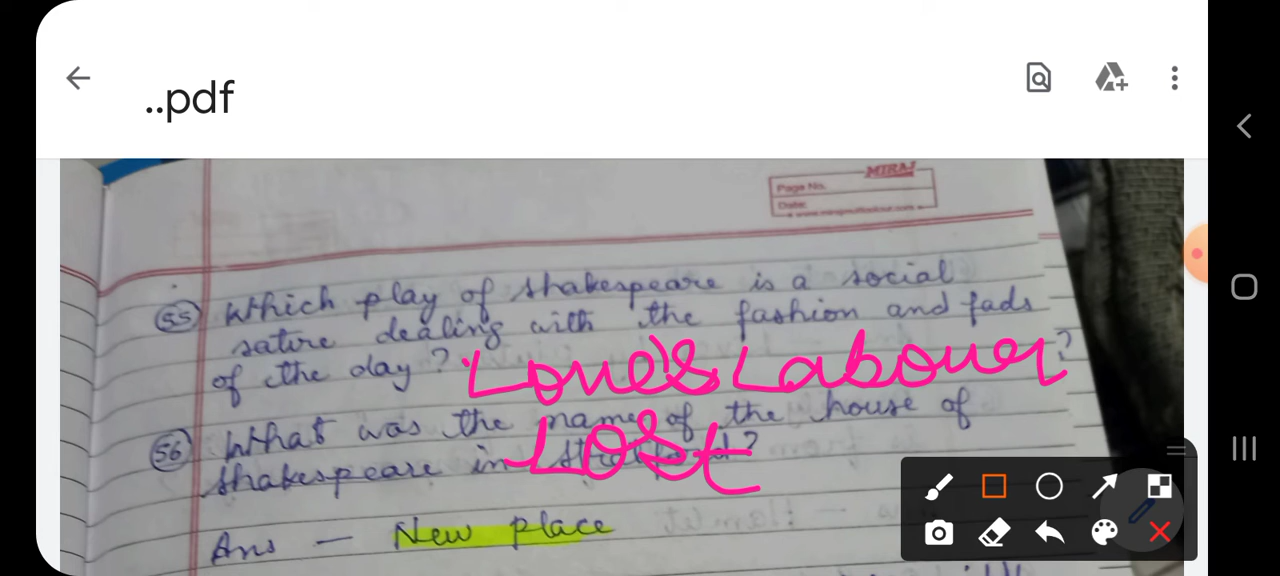 ..pdf
MIRAJ
Page No.
Date:
55 Which play of Shakespeare is a social
satire dealing with the fashion and fads
of the day? Love's Labour
56 What was the name of the house of
Lost
Shakespeare in
Ans - New place